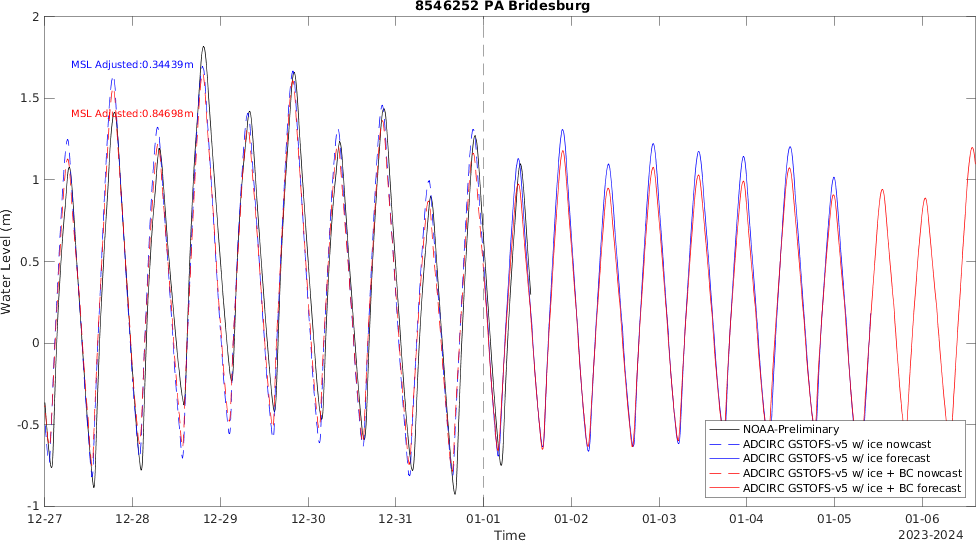 8546252 PA Bridesburg
MSL Adjusted:0.34439m
MSL Adjusted:0.84698m
Water Level (m)
2
1.5
1
0.5
0
-0.5
-1
NOAA-Preliminary
ADCIRC GSTOFS-v5 w/ ice nowcast
ADCIRC GSTOFS-v5 w/ ice forecast
ADCIRC GSTOFS-v5 w/ ice + BC nowcast
ADCIRC GSTOFS-v5 w/ ice + BC forecast
12-27 12-28 12-29 12-30 12-31 01-01 01-02 01-03 01-04 01-05 01-06
Time
2023-2024